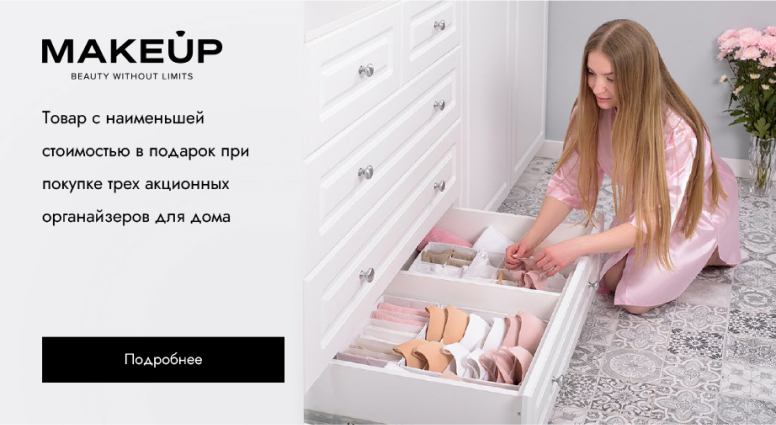 MAKEUP
BEAUTY WITHOUT LIMITS
Товар с наименьшей
стоимостью в подарок при
покупке трех акционных
органайзеров для дома
Подробнее